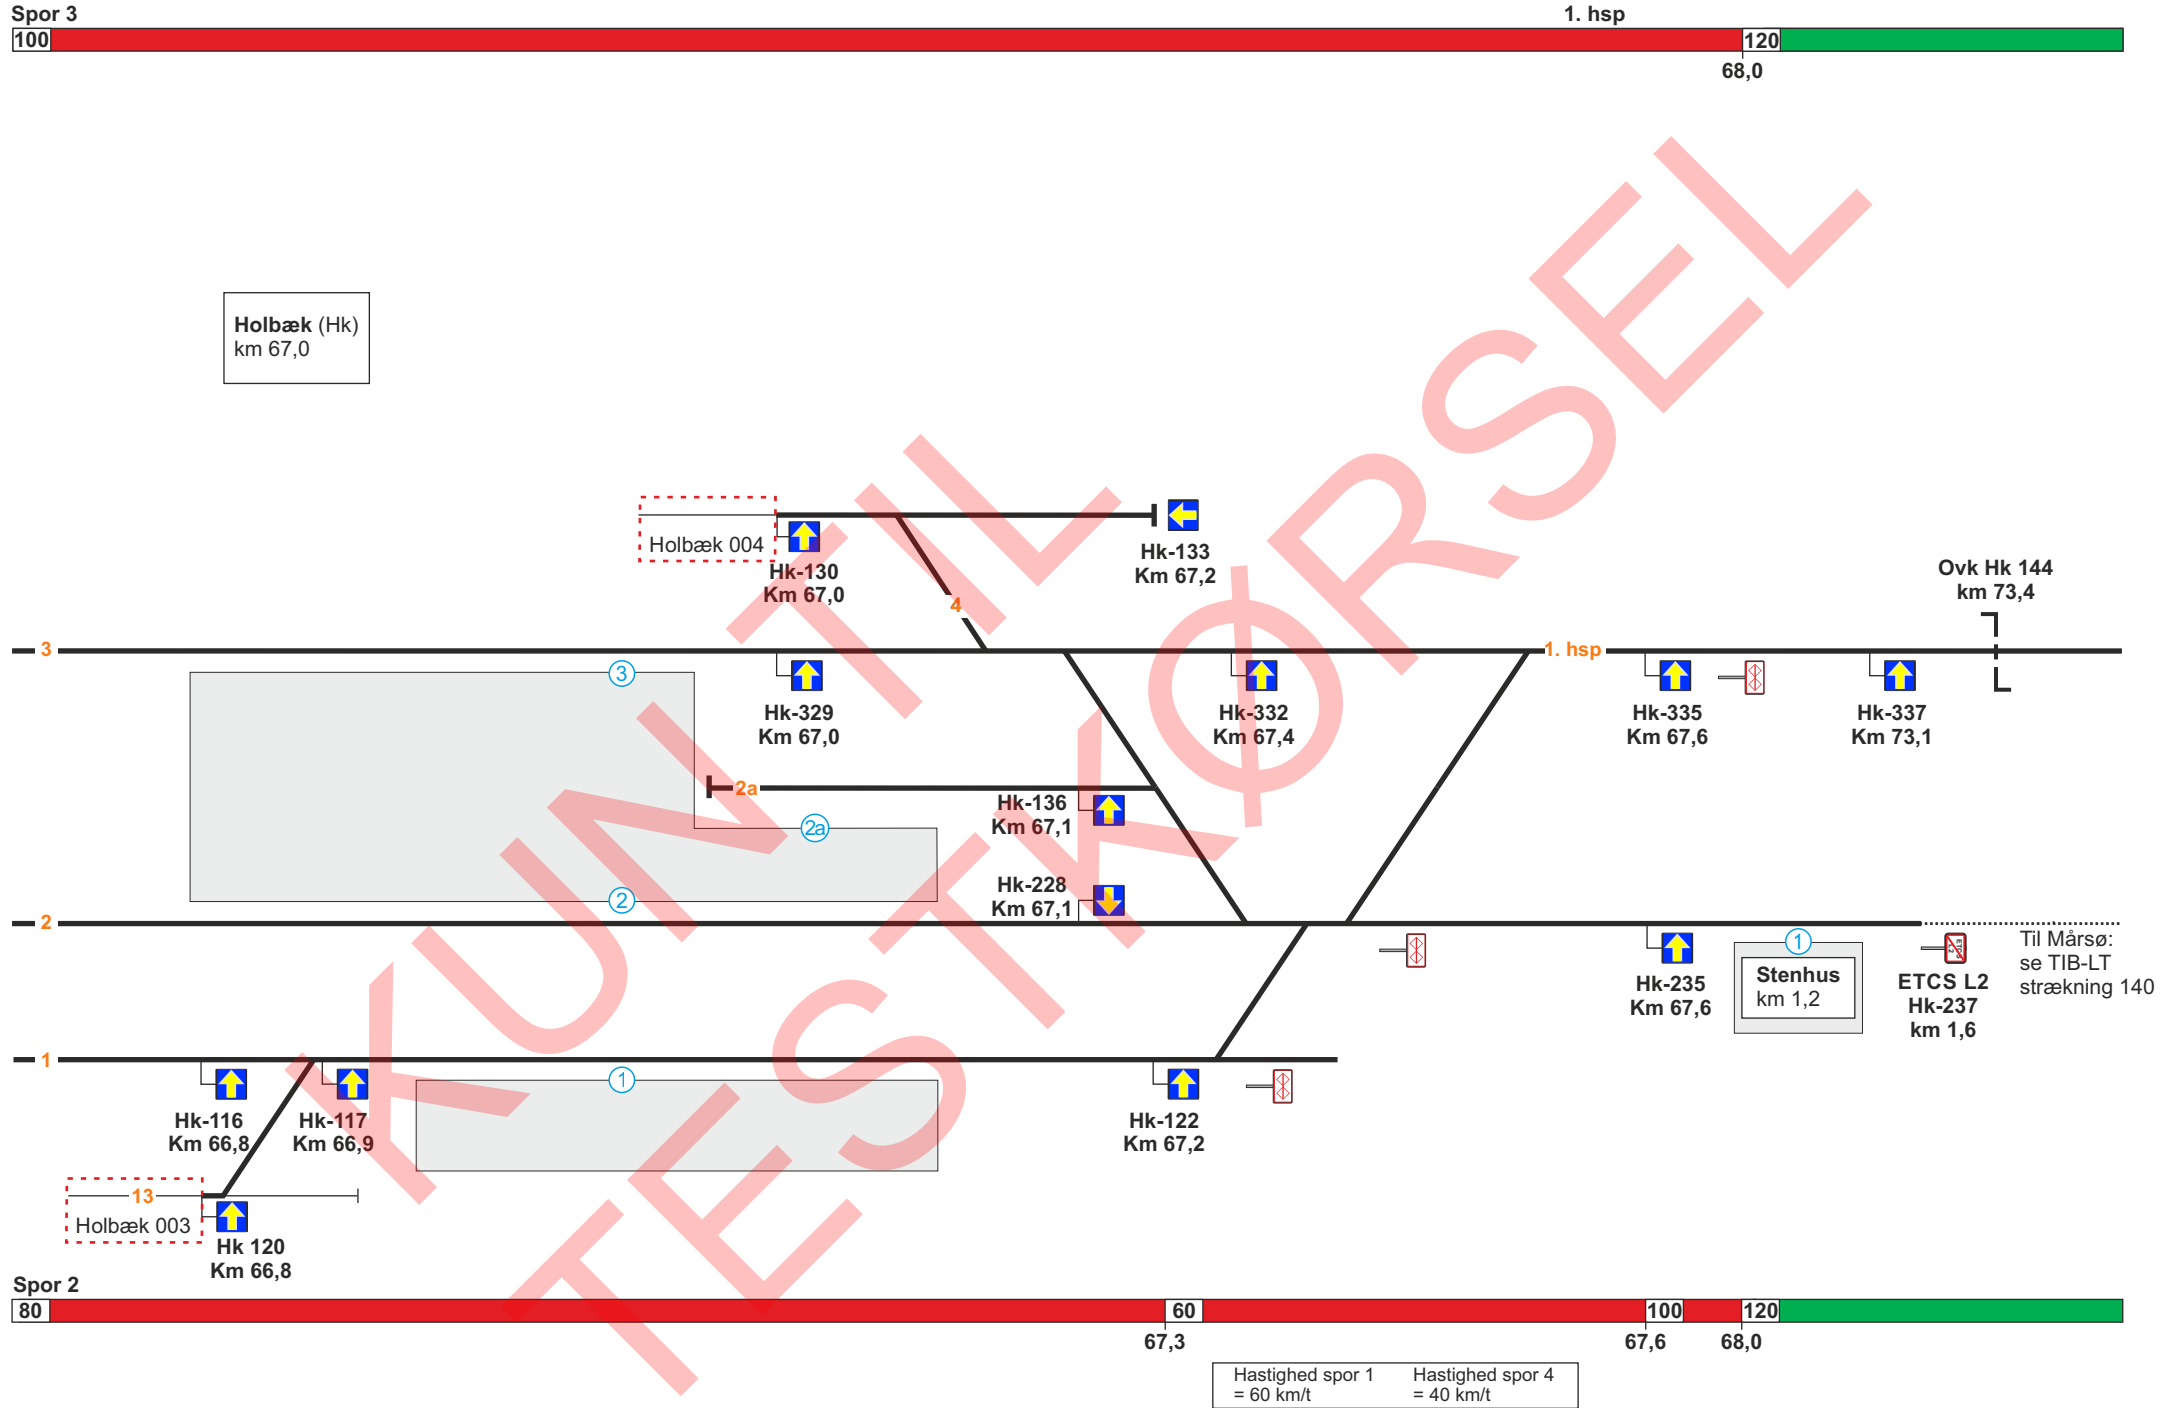 Spor 3
1. hsp
100
120
68,0
Holbæk (Hk)
km 67,0
Holbæk 004
Hk-130
Km 67,0
Hk-133
Km 67,2
4
Ovk Hk 144
km 73,4
3
1. hsp
3
Hk-329
Km 67,0
Hk-332
Km 67,4
Hk-335
Km 67,6
Hk-337
Km 73,1
2a
Hk-136
Km 67,1
2a
Hk-228
Km 67,1
2
2
Til Mårsø:
se TIB-LT
strækning 140
1
Stenhus
km 1,2
Hk-235
Km 67,6
ETCS L2
ETCS L2
Hk-237
km 1,6
1
1
Hk-116
Km 66,8
Hk-117
Km 66,9
Hk-122
Km 67,2
13
Holbæk 003
Hk 120
Km 66,8
KUN TIL
TESTKØRSEL
Spor 2
80
60
100
120
67,3
67,6
68,0
Hastighed spor 1
= 60 km/t
Hastighed spor 4
= 40 km/t